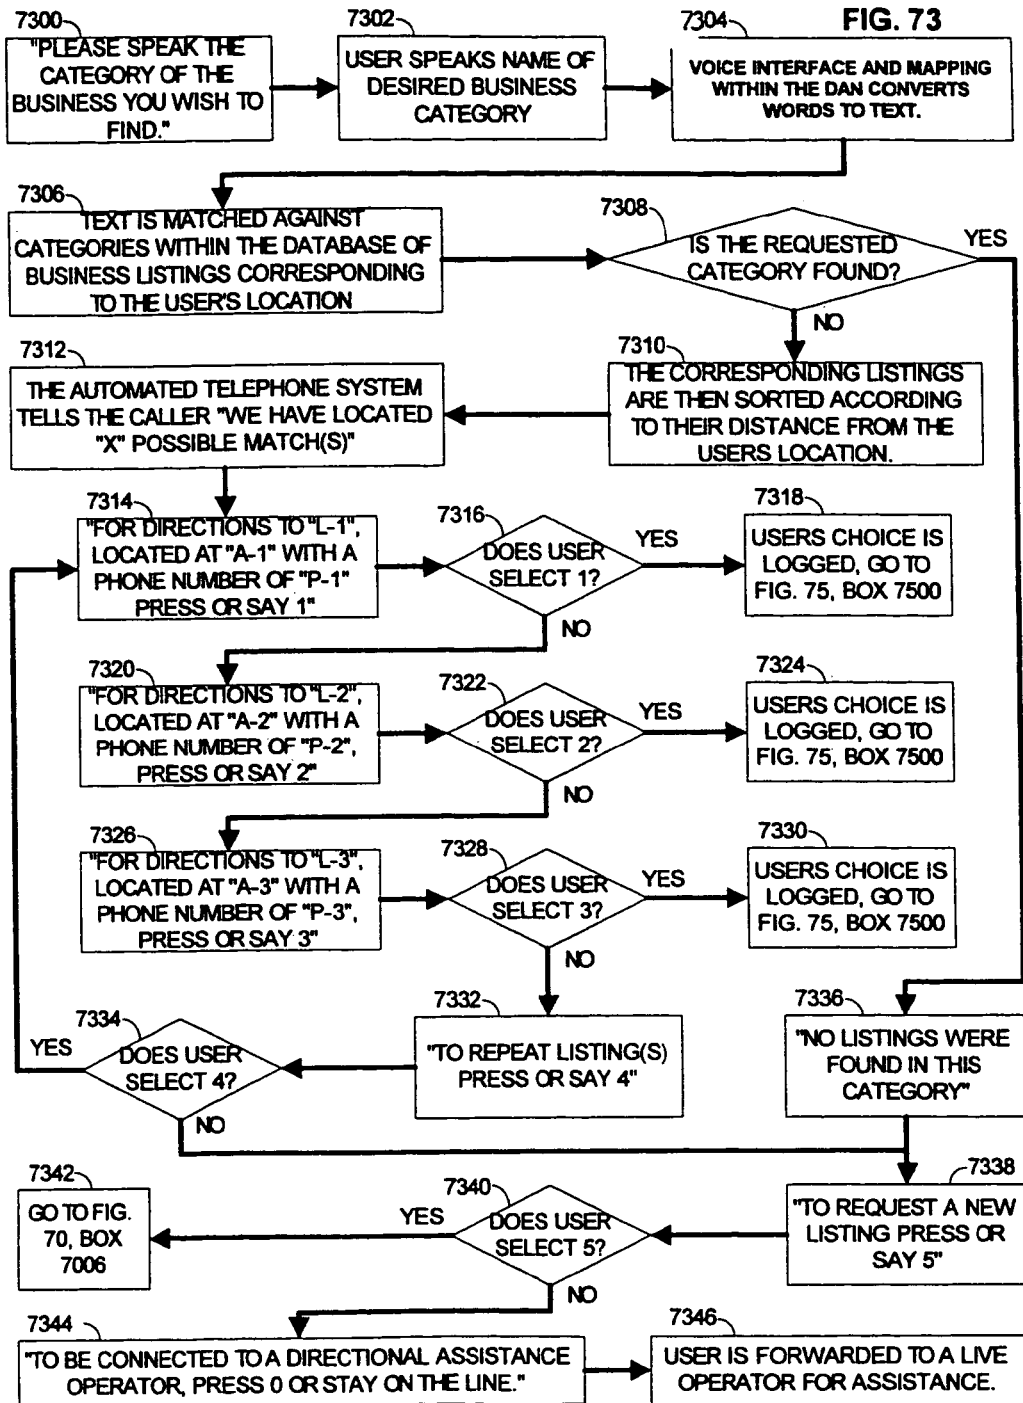 FIG. 73
7300
"PLEASE SPEAK THE
CATEGORY OF THE
BUSINESS YOU WISH TO
FIND."
7302
USER SPEAKS NAME OF
DESIRED BUSINESS
CATEGORY
7304
VOICE INTERFACE AND MAPPING
WITHIN THE DAN CONVERTS
WORDS TO TEXT.
7306
TEXT IS MATCHED AGAINST
CATEGORIES WITHIN THE DATABASE OF
BUSINESS LISTINGS CORRESPONDING
TO THE USER'S LOCATION
7308
IS THE REQUESTED
CATEGORY FOUND?
YES
NO
7310
THE CORRESPONDING LISTINGS
ARE THEN SORTED ACCORDING
TO THEIR DISTANCE FROM THE
USERS LOCATION.
7312
THE AUTOMATED TELEPHONE SYSTEM
TELLS THE CALLER "WE HAVE LOCATED
"X" POSSIBLE MATCH(S)"
7314
"FOR DIRECTIONS TO "L-1",
LOCATED AT "A-1" WITH A
PHONE NUMBER OF "P-1"
PRESS OR SAY 1"
7316
DOES USER
SELECT 1?
YES
NO
7318
USERS CHOICE IS
LOGGED, GO TO
FIG. 75, BOX 7500
7320
"FOR DIRECTIONS TO "L-2",
LOCATED AT "A-2" WITH A
PHONE NUMBER OF "P-2",
PRESS OR SAY 2"
7322
DOES USER
SELECT 2?
YES
NO
7324
USERS CHOICE IS
LOGGED, GO TO
FIG. 75, BOX 7500
7326
"FOR DIRECTIONS TO "L-3",
LOCATED AT "A-3" WITH A
PHONE NUMBER OF "P-3",
PRESS OR SAY 3"
7328
DOES USER
SELECT 3?
YES
NO
7330
USERS CHOICE IS
LOGGED, GO TO
FIG. 75, BOX 7500
7332
"TO REPEAT LISTING(S)
PRESS OR SAY 4"
7334
DOES USER
SELECT 4?
YES
NO
7336
"NO LISTINGS WERE
FOUND IN THIS
CATEGORY"
7338
"TO REQUEST A NEW
LISTING PRESS OR
SAY 5"
7340
DOES USER
SELECT 5?
YES
NO
7342
GO TO FIG.
70, BOX
7006
7344
"TO BE CONNECTED TO A DIRECTIONAL ASSISTANCE
OPERATOR, PRESS 0 OR STAY ON THE LINE."
7346
USER IS FORWARDED TO A LIVE
OPERATOR FOR ASSISTANCE.